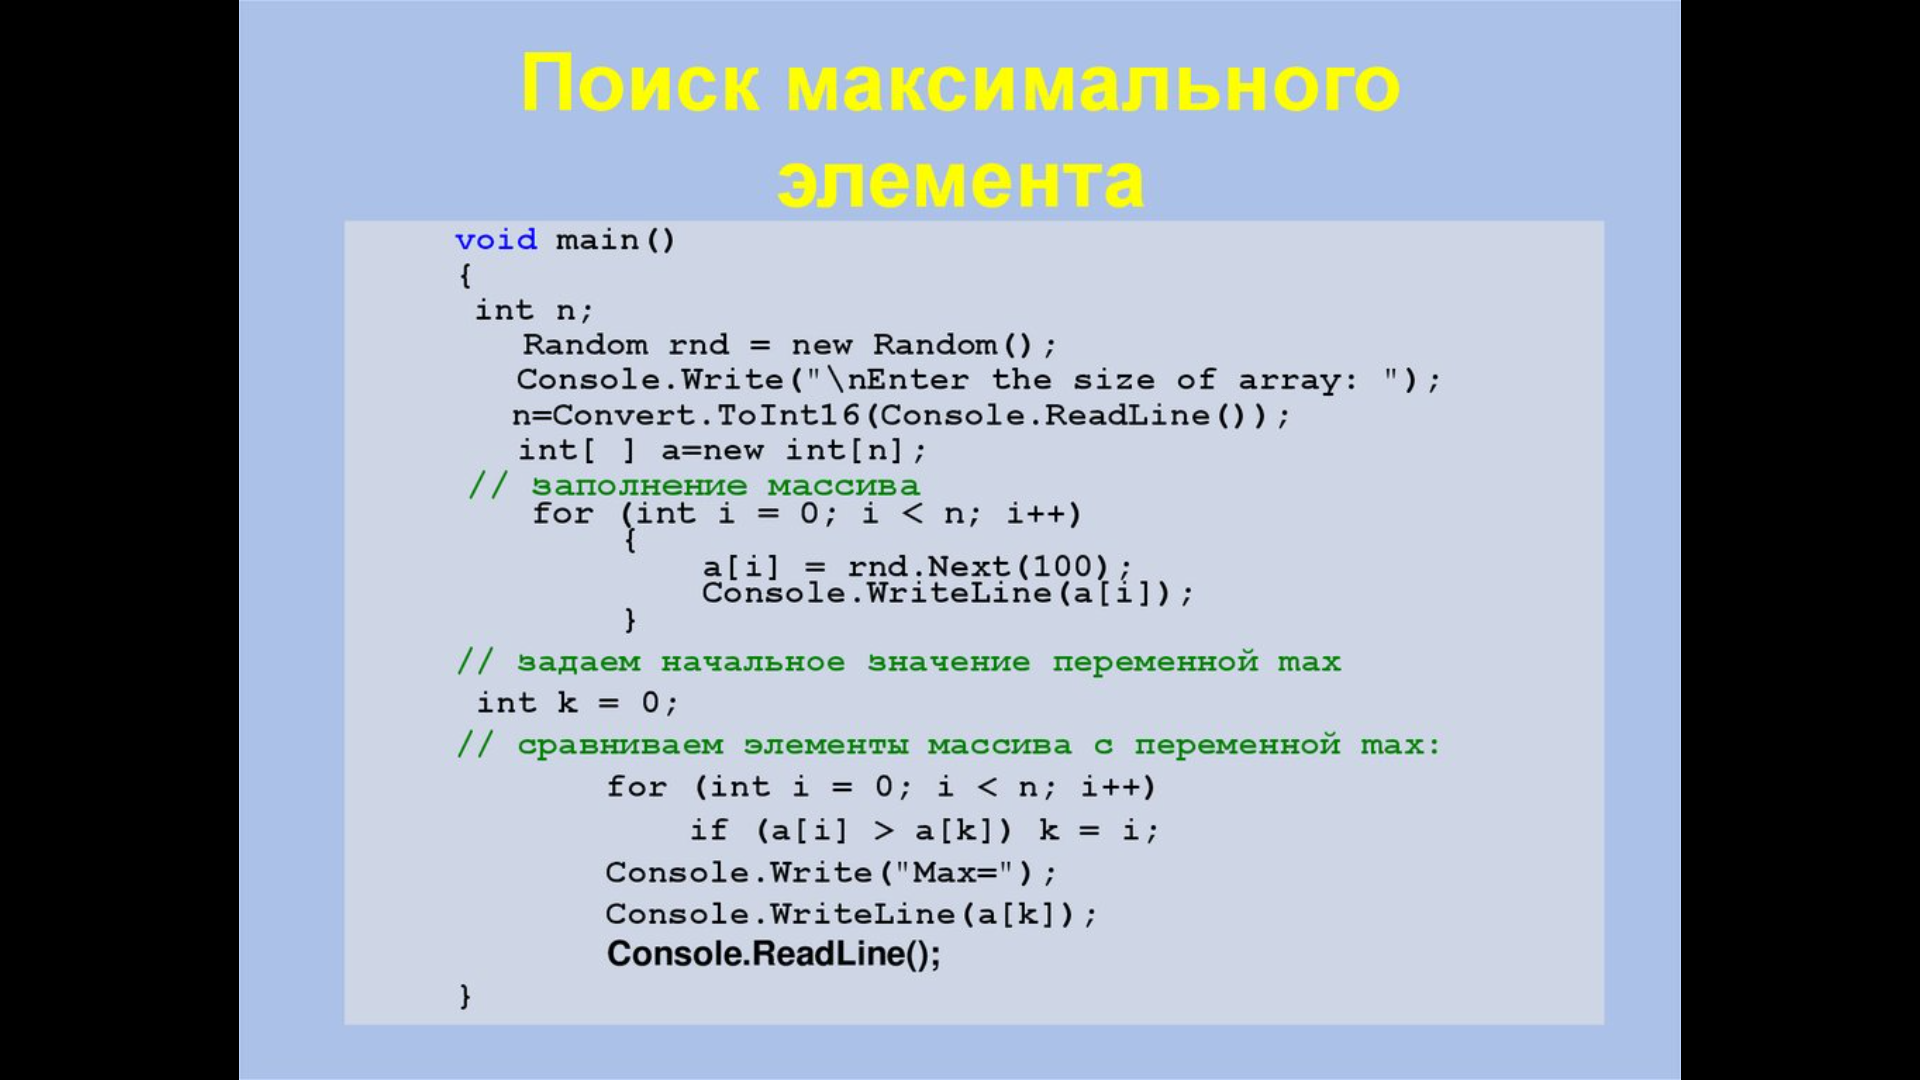 Поиск максимального
элемента
void main()
{
int n;
Random rnd = new Random();
Console.Write("\nEnter the size of array: ");
n=Convert.ToInt16(Console.ReadLine());
int[ ] a=new int[n];
// заполнение массива
for (int i = 0; i < n; i++)
{
a[i] = rnd.Next(100);
Console.WriteLine(a[i]);
}
// задаем начальное значение переменной max
int k = 0;
// сравниваем элементы массива с переменной max:
for (int i = 0; i < n; i++)
if (a[i] > a[k]) k = i;
Console.Write("Max=");
Console.WriteLine(a[k]);
Console.ReadLine();
}